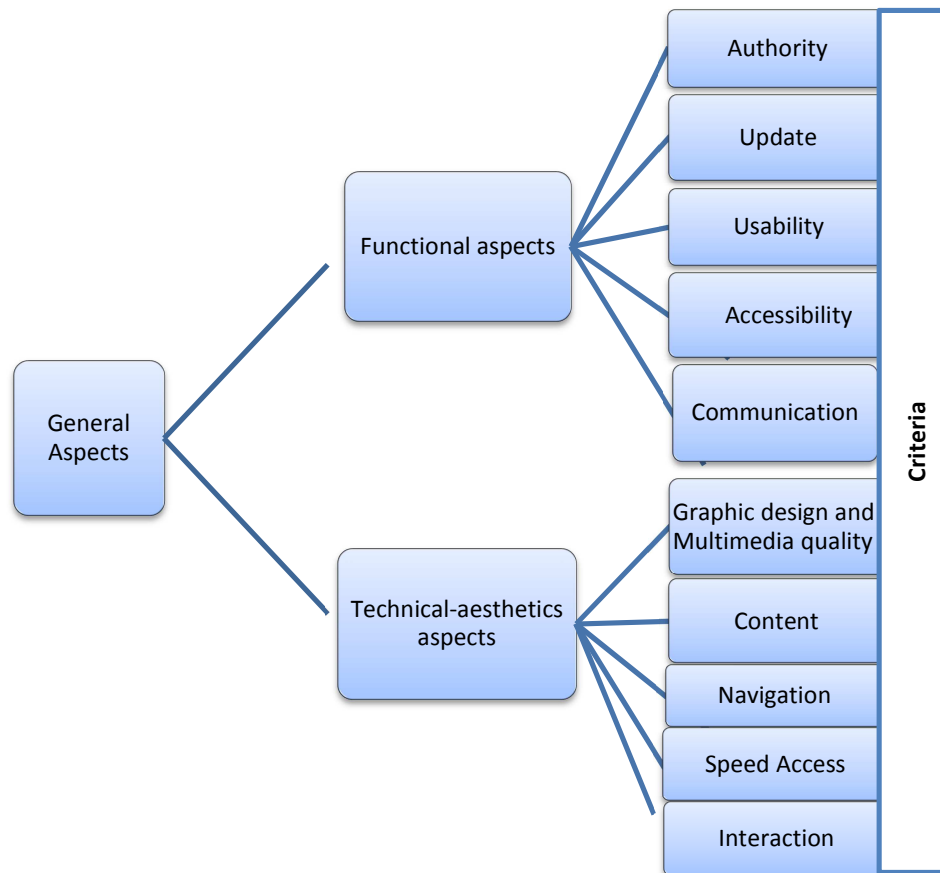 General
Aspects
Functional aspects
Authority
Update
Usability
Accessibility
Communication
Technical-aesthetics
aspects
Graphic design and
Multimedia quality
Content
Navigation
Speed Access
Interaction
Criteria